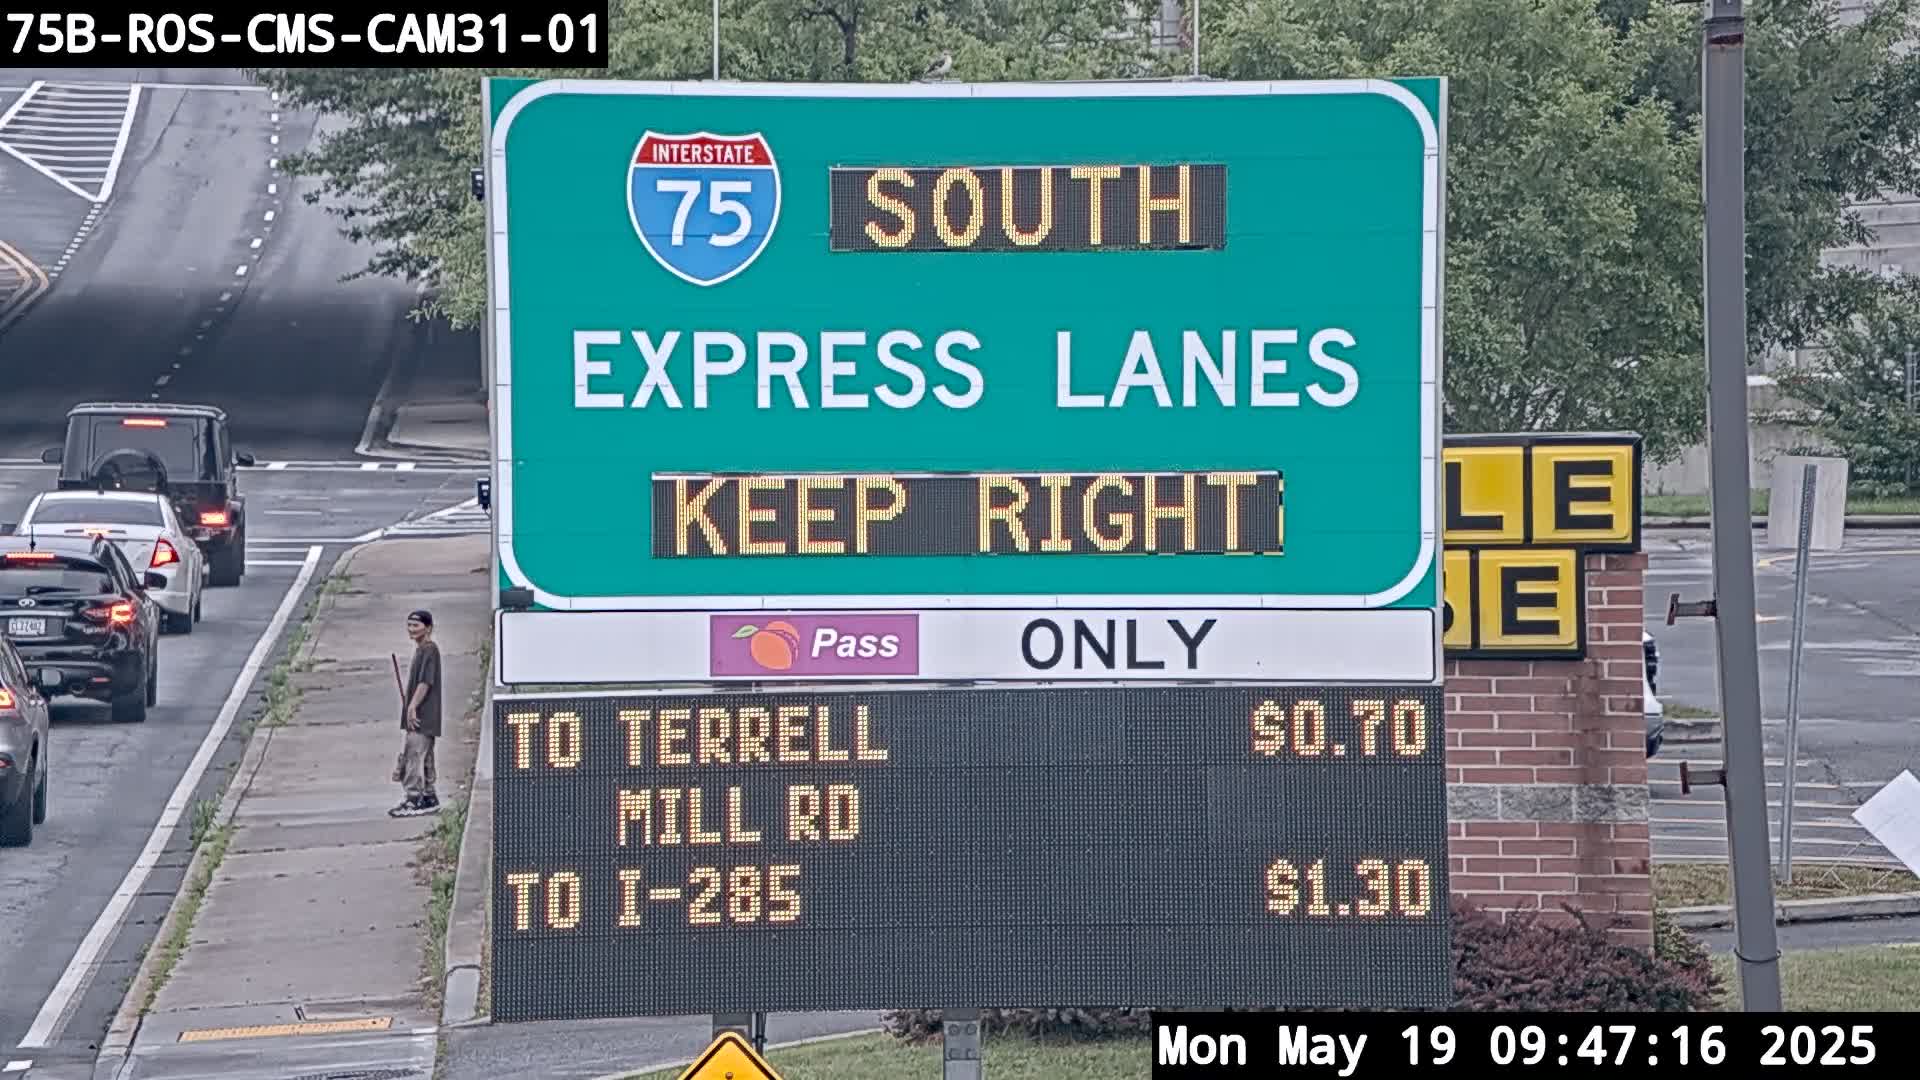 75B-ROS-CMS-CAM31-01
INTERSTATE
75
SOUTH
EXPRESS LANES
KEEP RIGHT
LE
E
Pass ONLY
TO TERRELL $0.70
MILL RD
TO I-285 $1.30
Mon May 19 09:47:16 2025